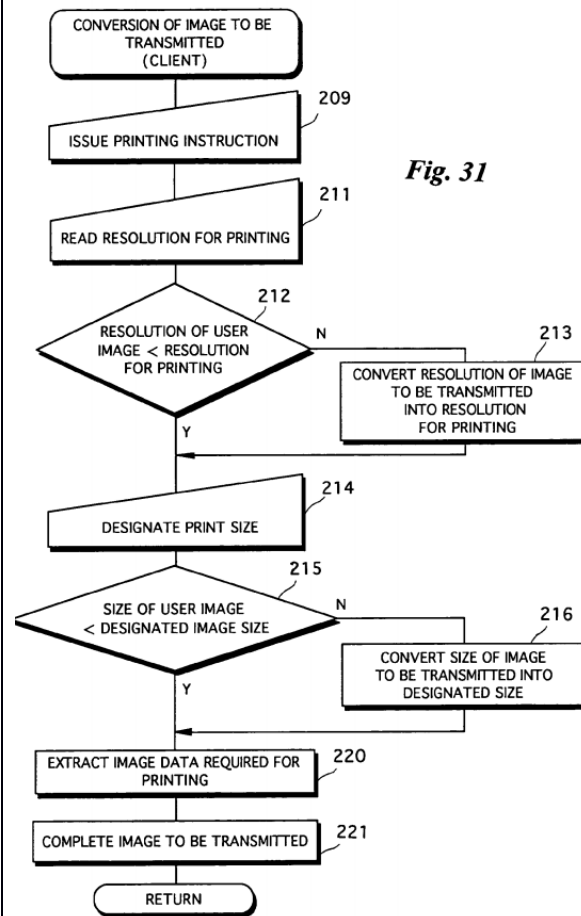 CONVERSION OF IMAGE TO BE
TRANSMITTED
(CLIENT)
209
ISSUE PRINTING INSTRUCTION
Fig. 31
211
READ RESOLUTION FOR PRINTING
212
RESOLUTION OF USER
IMAGE < RESOLUTION
FOR PRINTING
N
213
CONVERT RESOLUTION OF IMAGE
TO BE TRANSMITTED
INTO RESOLUTION
FOR PRINTING
Y
214
DESIGNATE PRINT SIZE
215
SIZE OF USER IMAGE
< DESIGNATED IMAGE SIZE
N
216
CONVERT SIZE OF IMAGE
TO BE TRANSMITTED INTO
DESIGNATED SIZE
Y
EXTRACT IMAGE DATA REQUIRED FOR
PRINTING
220
COMPLETE IMAGE TO BE TRANSMITTED
221
RETURN